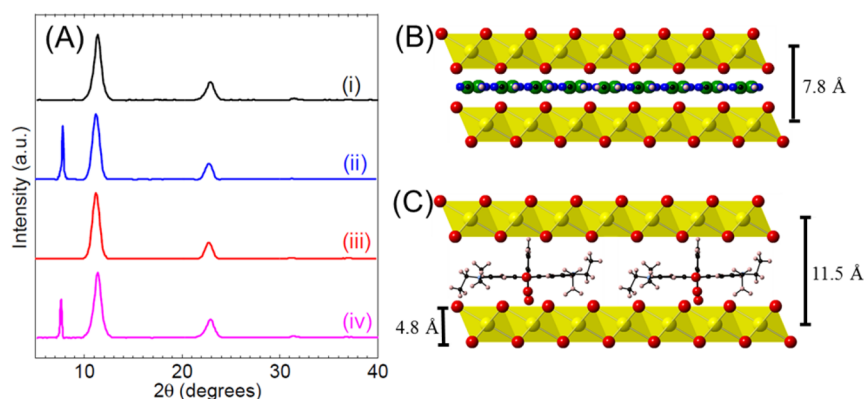 (A)
(i)
(ii)
(iii)
(iv)
Intensity (a.u.)
10 20 30 40
2θ (degrees)
(B)
7.8 Å
(C)
11.5 Å
4.8 Å